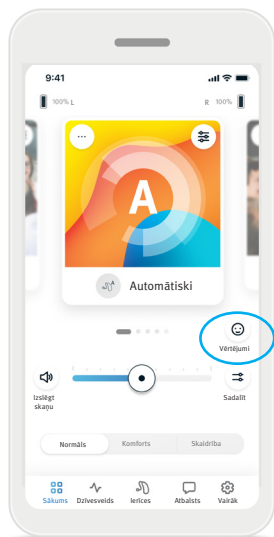 9:41
100% L
R 100%
A
Automātiski
Vērtējumi
Izslēgt
skaņu
Sadalīt
Normāls
Komforts
Skaidrība
Sākums
Dzīvesveids
Ierīces
Atbalsts
Vairāk